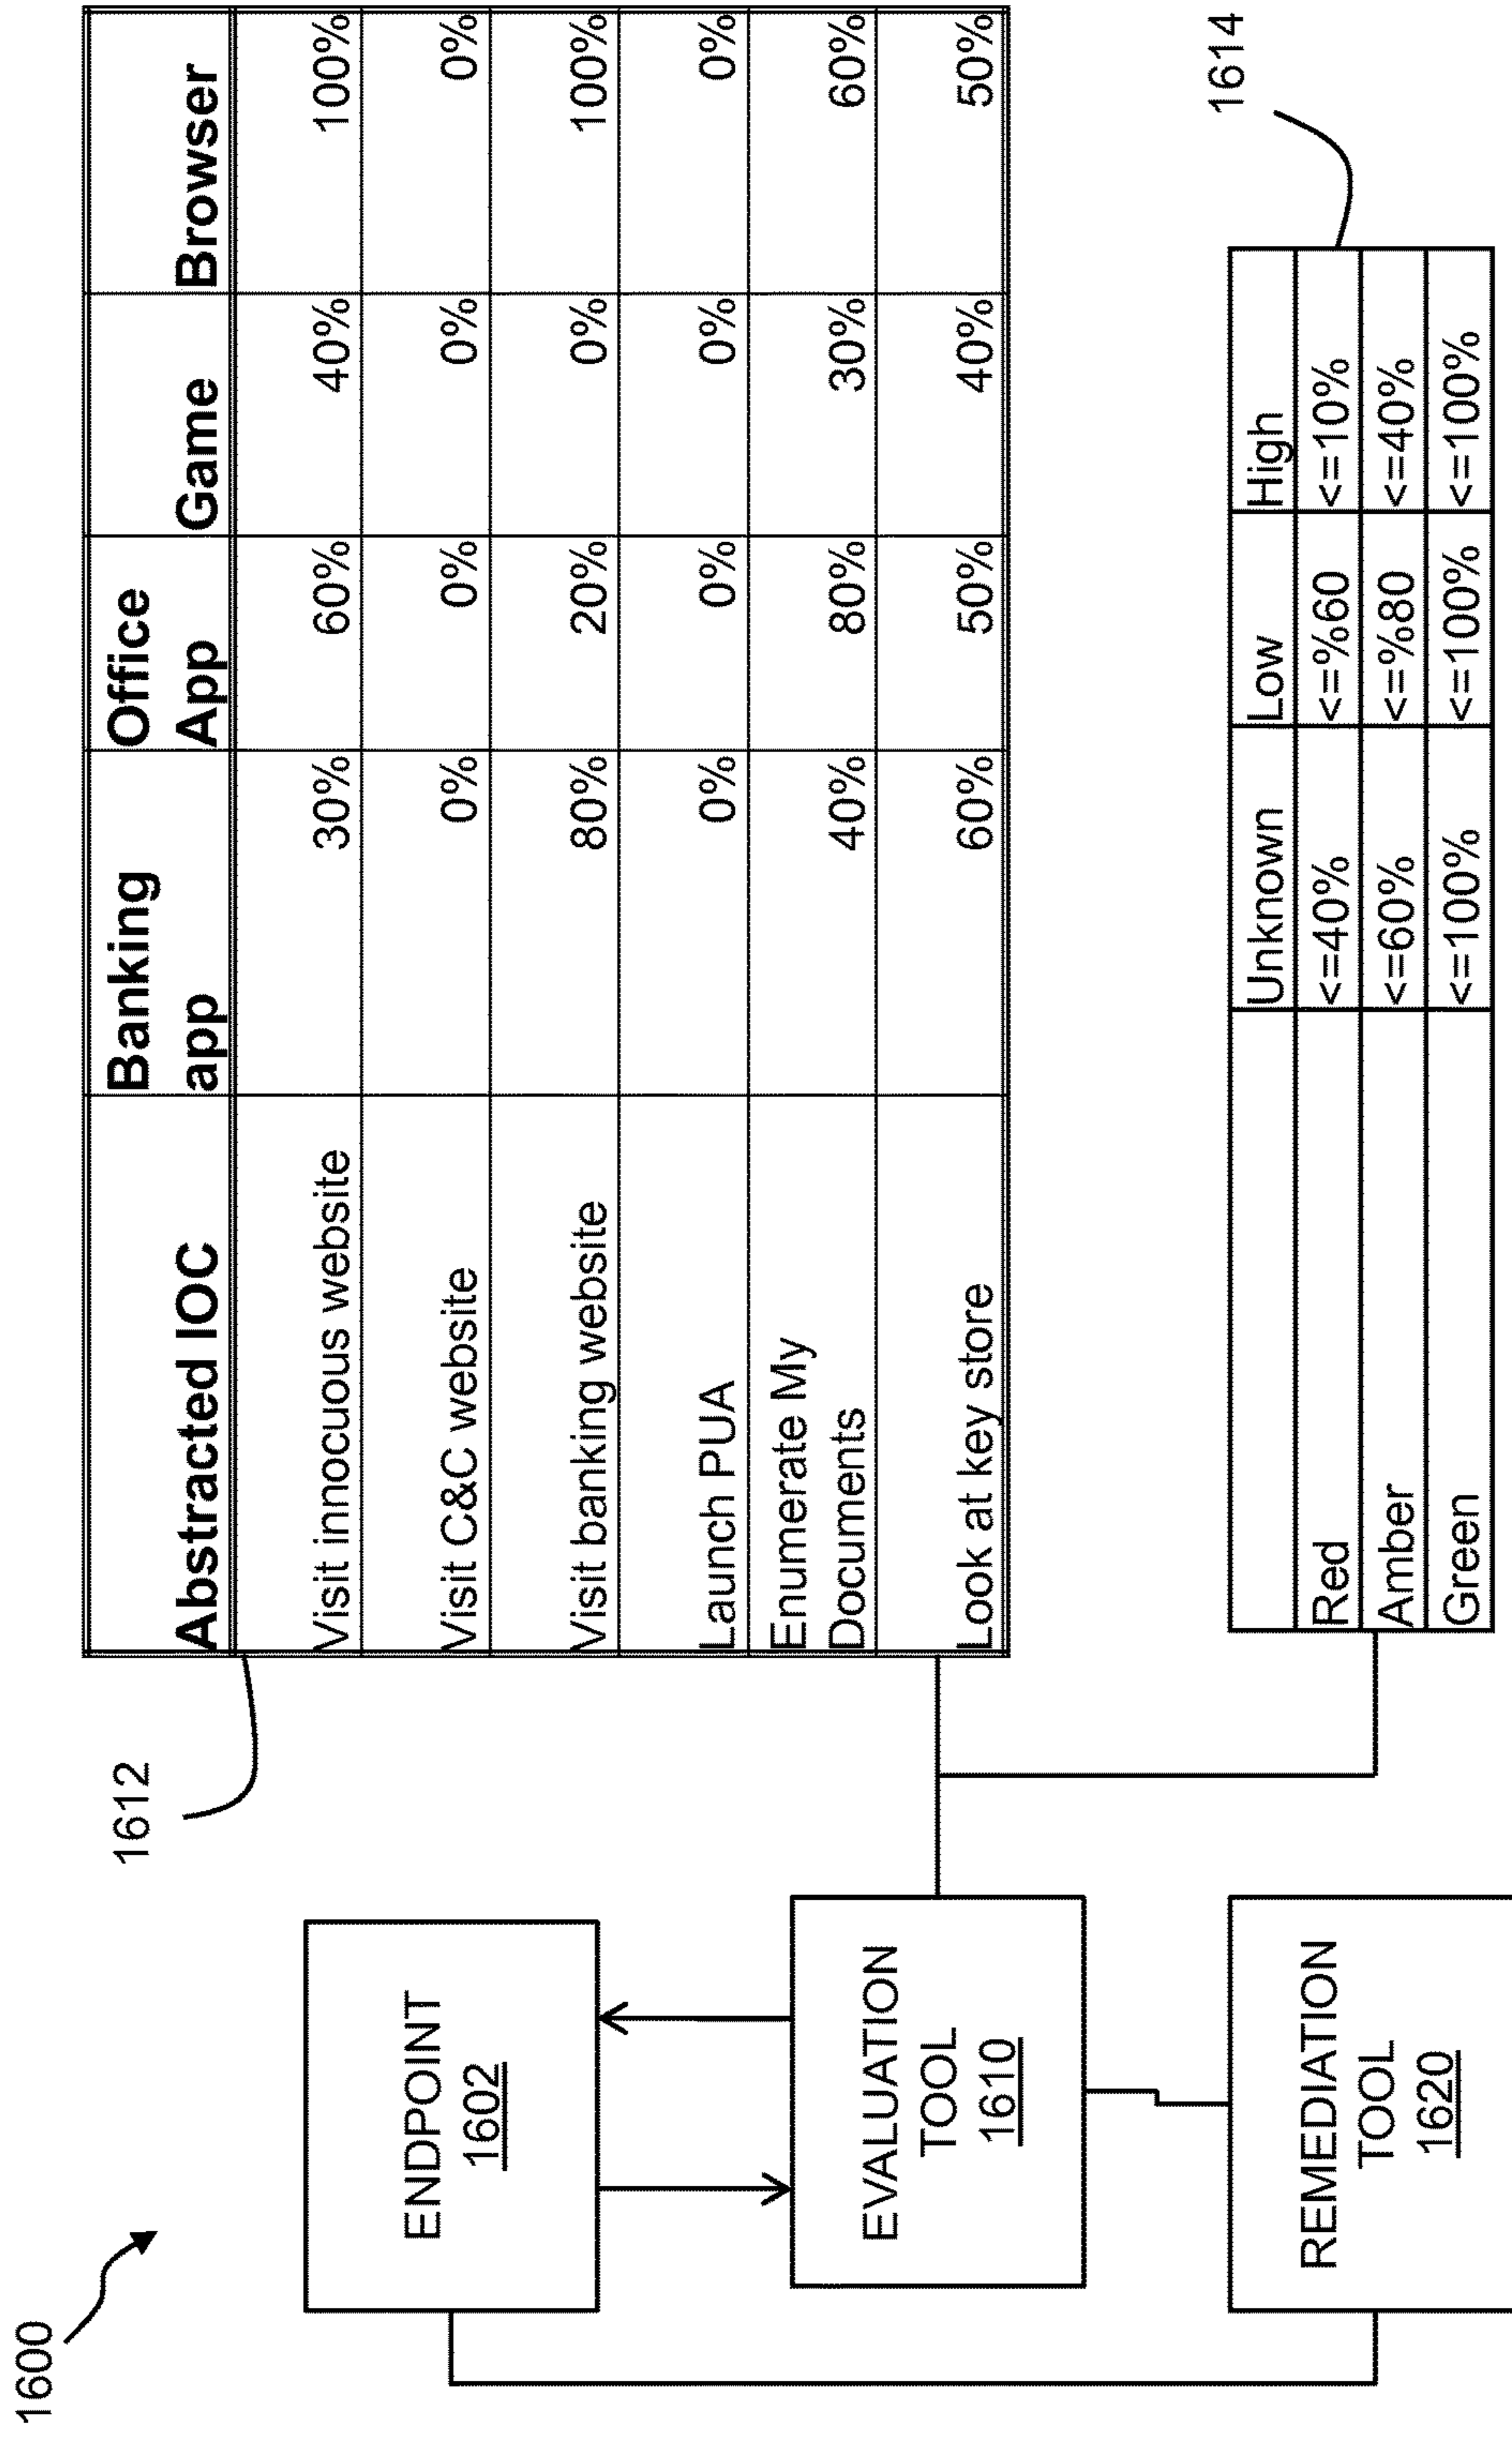 1600
ENDPOINT
1602
EVALUATION
TOOL
1610
REMEDIATION
TOOL
1620
1612
Abstracted IOC Banking app Office App Game Browser
Visit innocuous website 30% 60% 40% 100%
Visit C&C website 0% 0% 0% 0%
Visit banking website 80% 20% 0% 100%
Launch PUA 0% 0% 0% 0%
Enumerate My
Documents 40% 80% 30% 60%
Look at key store 60% 50% 40% 50%
1614
Unknown Low High
Red <=40% <=%60 <=10%
Amber <=60% <=%80 <=40%
Green <=100% <=100% <=100%